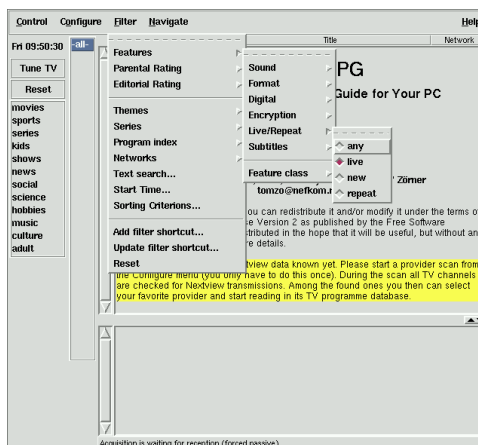 Control Configure Filter Navigate Help
Fri 09:50:30
-all-
Title Network
Tune TV
Reset
movies
sports
series
kids
shows
news
social
science
hobbies
music
culture
adult
Features
Parental Rating
Editorial Rating
Themes
Series
Program index
Networks
Text search...
Start Time...
Sorting Criterions...
Add filter shortcut...
Update filter shortcut...
Reset
Sound
Format
Digital
Encryption
Live/Repeat
Subtitles
Feature class
any
live
new
repeat
PG
Guide for Your PC
Zörner
tomzo@nefkom.
ou can redistribute it and/or modify it under the terms of
e Version 2 as published by the Free Software
stributed in the hope that it will be useful, but without an
re details.
tview data known yet. Please start a provider scan from
the Configure menu (you only have to do this once). During the scan all TV channels
are checked for Nextview transmissions. Among the found ones you then can select
your favorite provider and start reading in its TV programme database.
Acquisition is waiting for reception (forced passive)